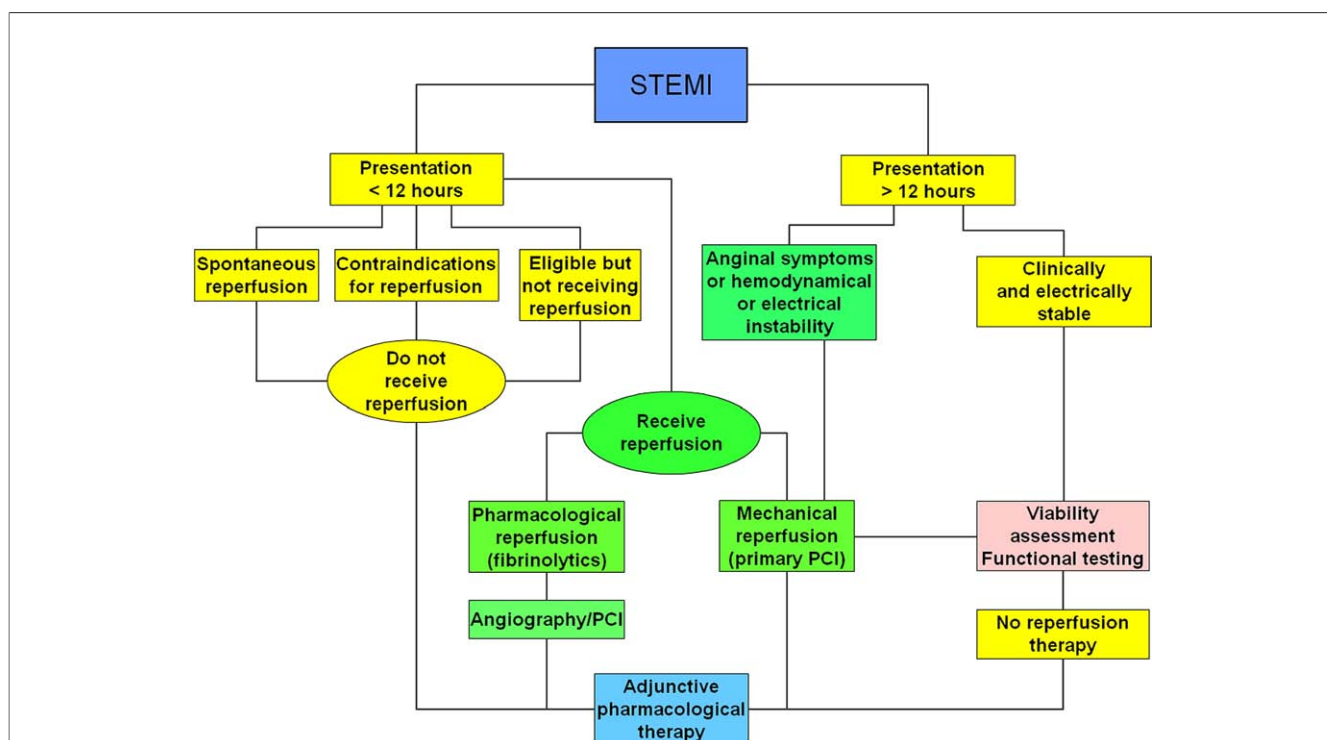 STEMI
Presentation
< 12 hours
Presentation
> 12 hours
Spontaneous
reperfusion
Contraindications
for reperfusion
Eligible but
not receiving
reperfusion
Anginal symptoms
or hemodynamical
or electrical
instability
Clinically
and electrically
stable
Do not
receive
reperfusion
Receive
reperfusion
Pharmacological
reperfusion
(fibrinolytics)
Mechanical
reperfusion
(primary PCI)
Viability
assessment
Functional testing
Angiography/PCI
No reperfusion
therapy
Adjunctive
pharmacological
therapy